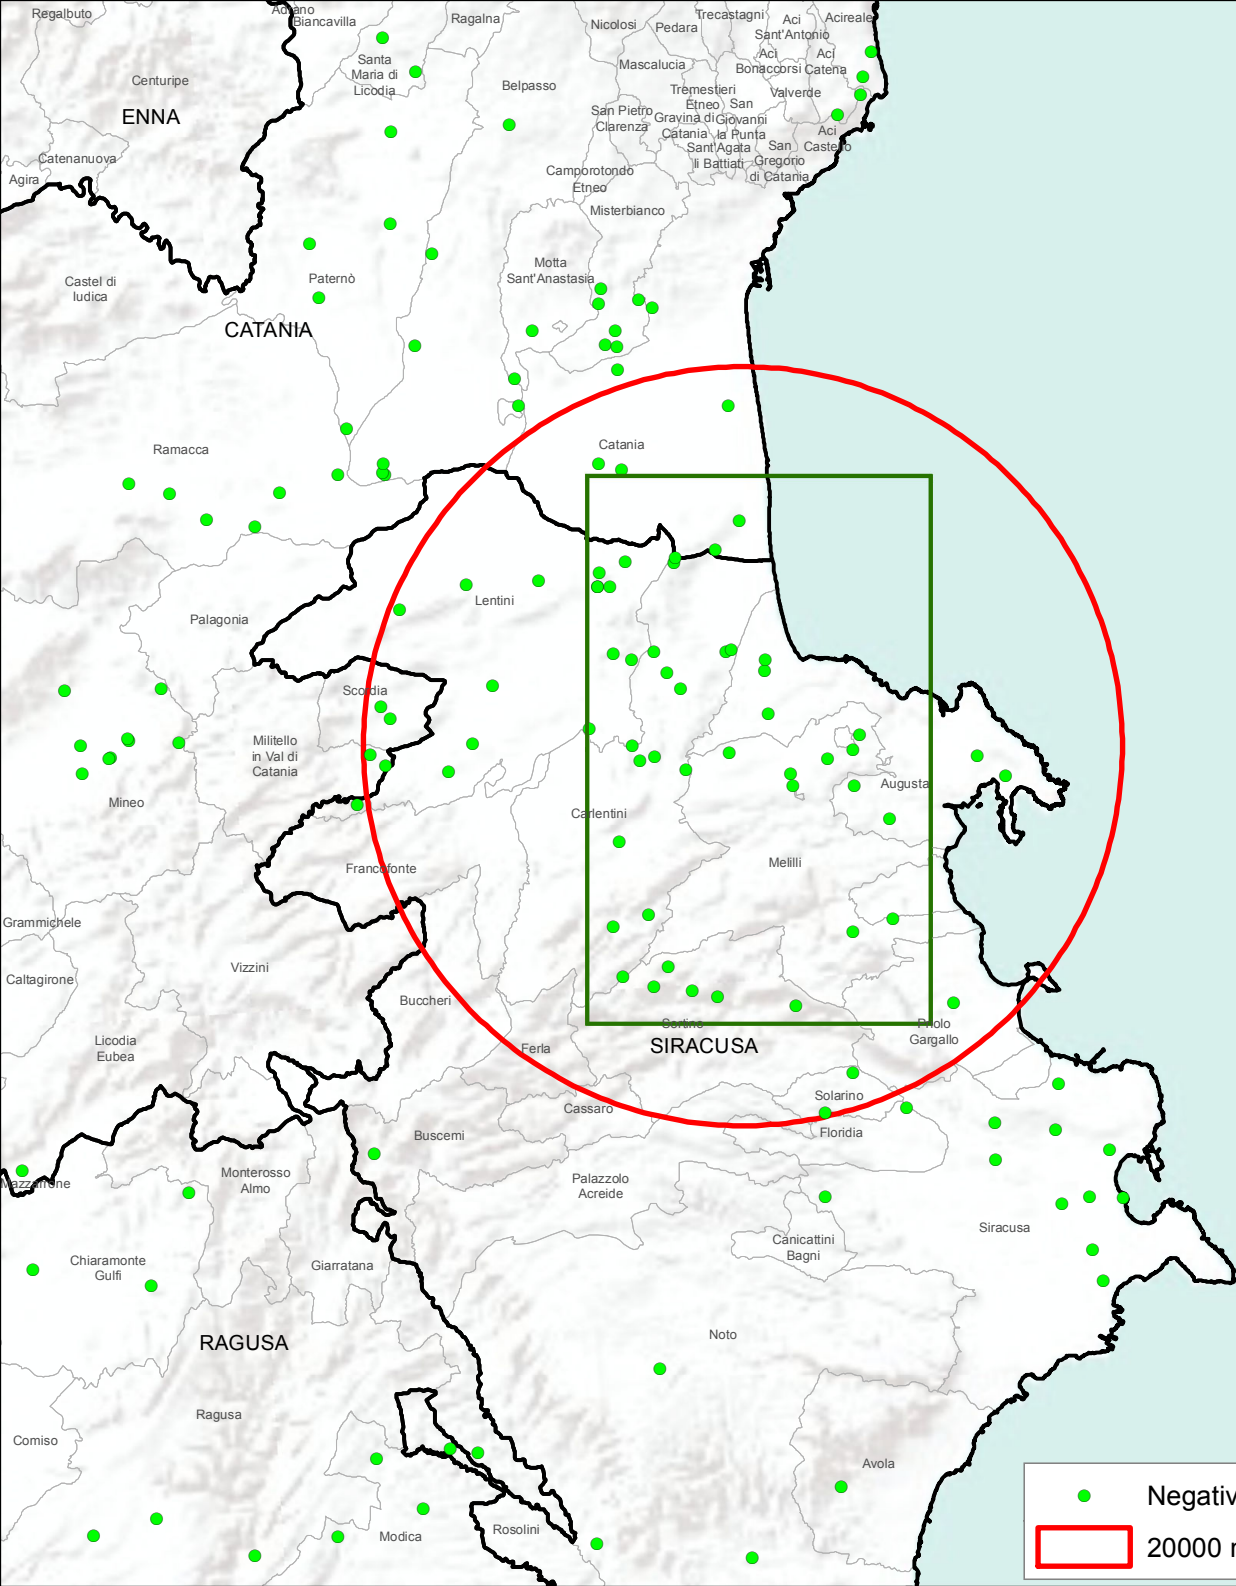 Regalbuto
Adrano
Biancavilla
Ragalna
Nicolosi
Pedara
Trecastagni
Aci
Sant'Antonio
Acireale
Centuripe
ENNA
Santa
Maria di
Licodia
Belpasso
Mascalucia
Aci
Bonaccorsi
Aci
Catena
Valverde
Tremestieri
Etneo
San Pietro
Clarenza
Gravina di
Catania
San
Giovanni
la Punta
Sant'Agata
li Battiati
San
Gregorio
di Catania
Aci
Castello
Catenanuova
Agira
Camporotondo
Etneo
Misterbianco
Motta
Sant'Anastasia
Castel di
Iudica
Paternò
CATANIA
Ramacca
Catania
Lentini
Palagonia
Scordia
Militello
in Val di
Catania
Mineo
Augusta
Carlentini
Melilli
Francofonte
Grammichele
Caltagirone
Vizzini
Buccheri
Licodia
Eubea
Sortino
SIRACUSA
Priolo
Gargallo
Ferla
Solarino
Cassaro
Floridia
Buscemi
Mazzarrone
Monterosso
Almo
Palazzolo
Acreide
Siracusa
Canicattini
Bagni
Chiaramonte
Gulfi
Giarratana
Noto
RAGUSA
Ragusa
Comiso
Avola
Modica
Rosolini
Negativ
20000 r